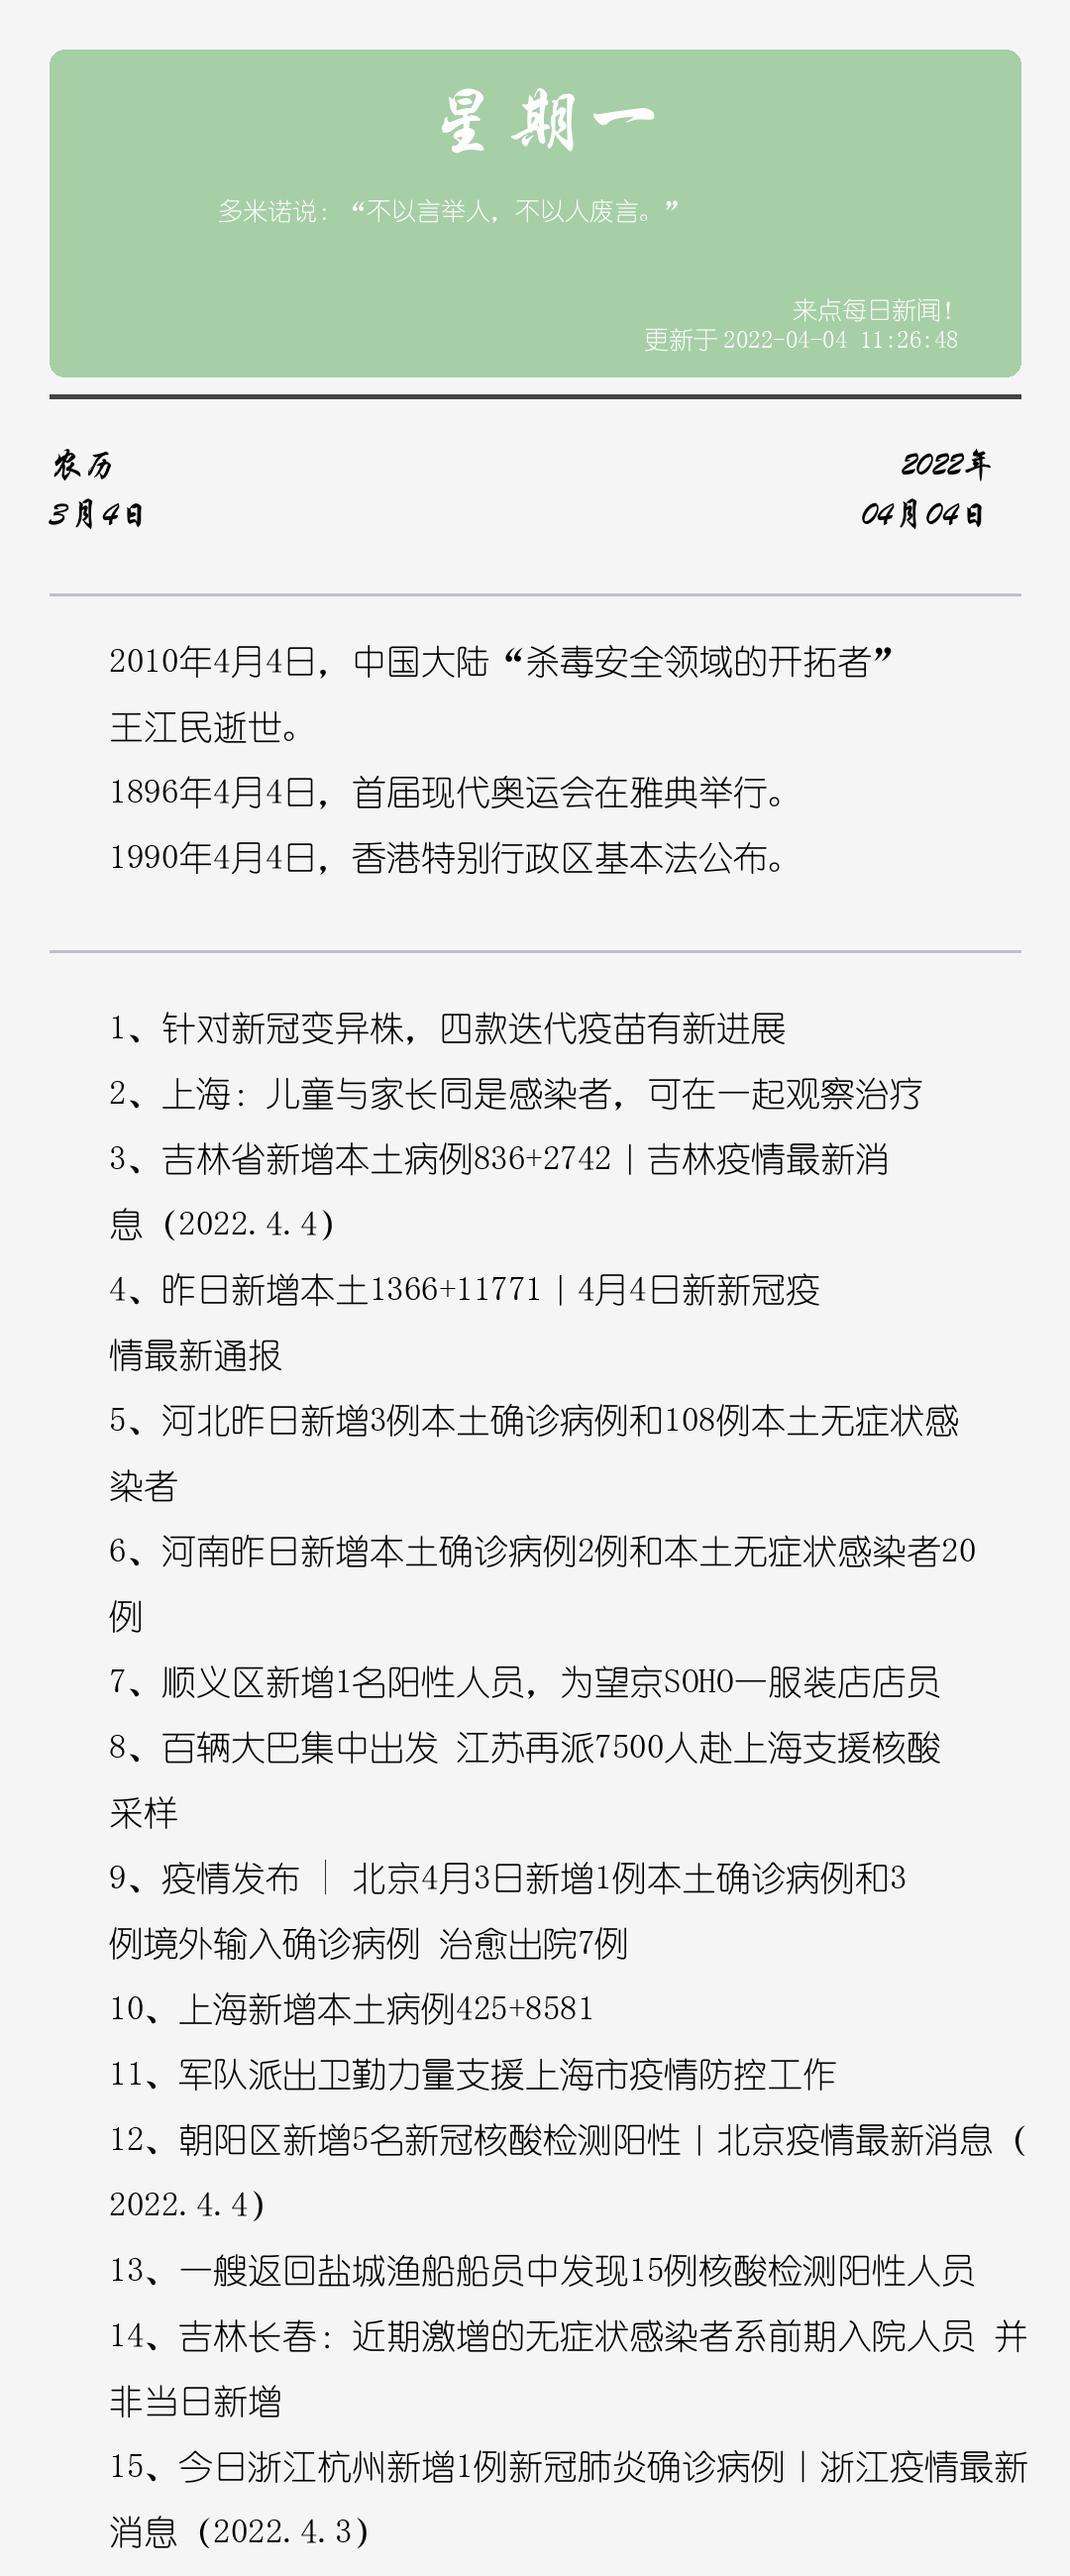 星期一
多米诺说：“不以言举人，不以人废言。”
来点每日新闻！
更新于 2022-04-04 11:26:48
农历
2022年
3月4日
04月04日
2010年4月4日，中国大陆“杀毒安全领域的开拓者”
王江民逝世。
1896年4月4日，首届现代奥运会在雅典举行。
1990年4月4日，香港特别行政区基本法公布。
1、针对新冠变异株，四款迭代疫苗有新进展
2、上海：儿童与家长同是感染者，可在一起观察治疗
3、吉林省新增本土病例836+2742丨吉林疫情最新消
息（2022.4.4）
4、昨日新增本土1366+11771丨4月4日新新冠疫
情最新通报
5、河北昨日新增3例本土确诊病例和108例本土无症状感
染者
6、河南昨日新增本土确诊病例2例和本土无症状感染者20
例
7、顺义区新增1名阳性人员，为望京SOHO一服装店店员
8、百辆大巴集中出发 江苏再派7500人赴上海支援核酸
采样
9、疫情发布｜北京4月3日新增1例本土确诊病例和3
例境外输入确诊病例 治愈出院7例
10、上海新增本土病例425+8581
11、军队派出卫勤力量支援上海市疫情防控工作
12、朝阳区新增5名新冠核酸检测阳性丨北京疫情最新消息（
2022.4.4）
13、一艘返回盐城渔船船员中发现15例核酸检测阳性人员
14、吉林长春：近期激增的无症状感染者系前期入院人员 并
非当日新增
15、今日浙江杭州新增1例新冠肺炎确诊病例丨浙江疫情最新
消息（2022.4.3）